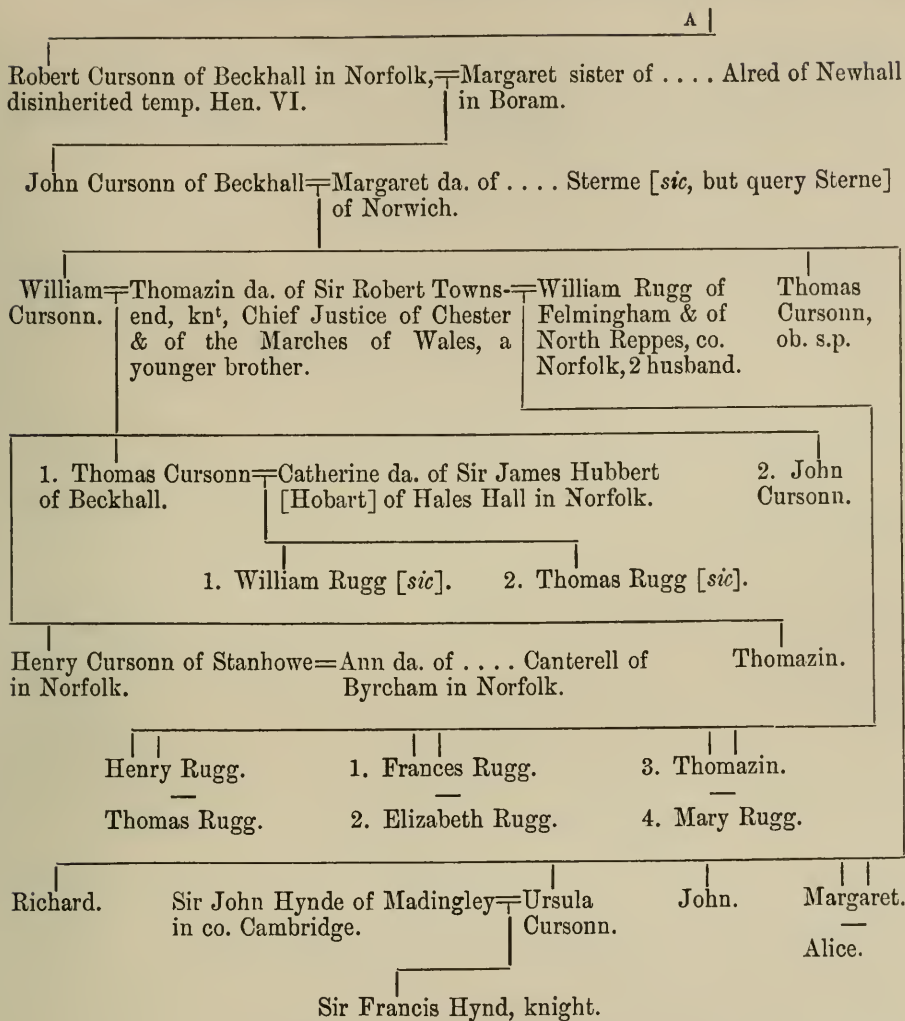 A
Robert Cursonn of Beckhall in Norfolk,=Margaret sister of . . . . Alred of Newhall
disinherited temp. Hen. VI. in Boram.
John Cursonn of Beckhall=Margaret da. of . . . . Sterme [sic, but query Sterne]
of Norwich.
William=Thomazin da. of Sir Robert Towns-=William Rugg of Thomas
Cursonn. end, knᵗ, Chief Justice of Chester Felmingham & of Cursonn,
& of the Marches of Wales, a North Reppes, co. ob. s.p.
younger brother. Norfolk, 2 husband.
1. Thomas Cursonn=Catherine da. of Sir James Hubbert 2. John
of Beckhall. [Hobart] of Hales Hall in Norfolk. Cursonn.
1. William Rugg [sic]. 2. Thomas Rugg [sic].
Henry Cursonn of Stanhowe=Ann da. of . . . . Canterell of Thomazin.
in Norfolk. Byrcham in Norfolk.
Henry Rugg. 1. Frances Rugg. 3. Thomazin.
Thomas Rugg. 2. Elizabeth Rugg. 4. Mary Rugg.
Richard. Sir John Hynde of Madingley=Ursula John. Margaret.
in co. Cambridge. Cursonn.
Alice.
Sir Francis Hynd, knight.